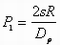 P₁ = 2sR / Dₚ